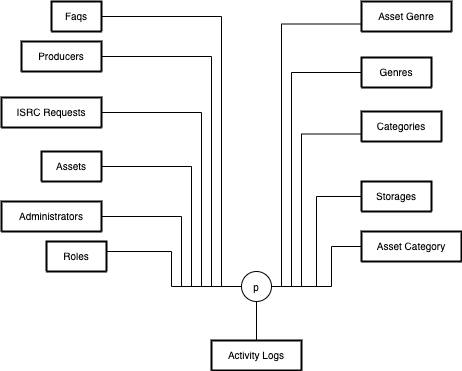 Faqs
Producers
ISRC Requests
Assets
Administrators
Roles
Asset Genre
Genres
Categories
Storages
Asset Category
p
Activity Logs